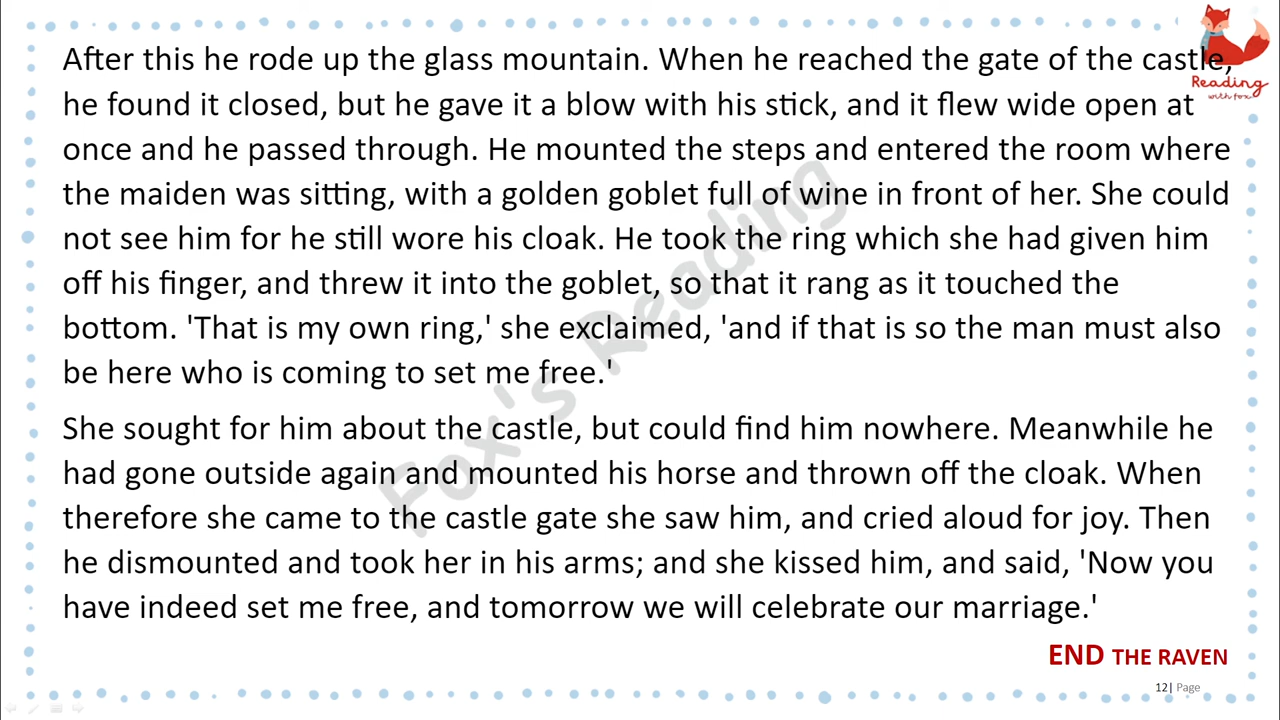 After this he rode up the glass mountain. When he reached the gate of the castle,
he found it closed, but he gave it a blow with his stick, and it flew wide open at
once and he passed through. He mounted the steps and entered the room where
the maiden was sitting, with a golden goblet full of wine in front of her. She could
not see him for he still wore his cloak. He took the ring which she had given him
off his finger, and threw it into the goblet, so that it rang as it touched the
bottom. 'That is my own ring,' she exclaimed, 'and if that is so the man must also
be here who is coming to set me free.'
She sought for him about the castle, but could find him nowhere. Meanwhile he
had gone outside again and mounted his horse and thrown off the cloak. When
therefore she came to the castle gate she saw him, and cried aloud for joy. Then
he dismounted and took her in his arms; and she kissed him, and said, 'Now you
have indeed set me free, and tomorrow we will celebrate our marriage.'
END THE RAVEN
12| Page
Reading
with fox
Fox's Reading